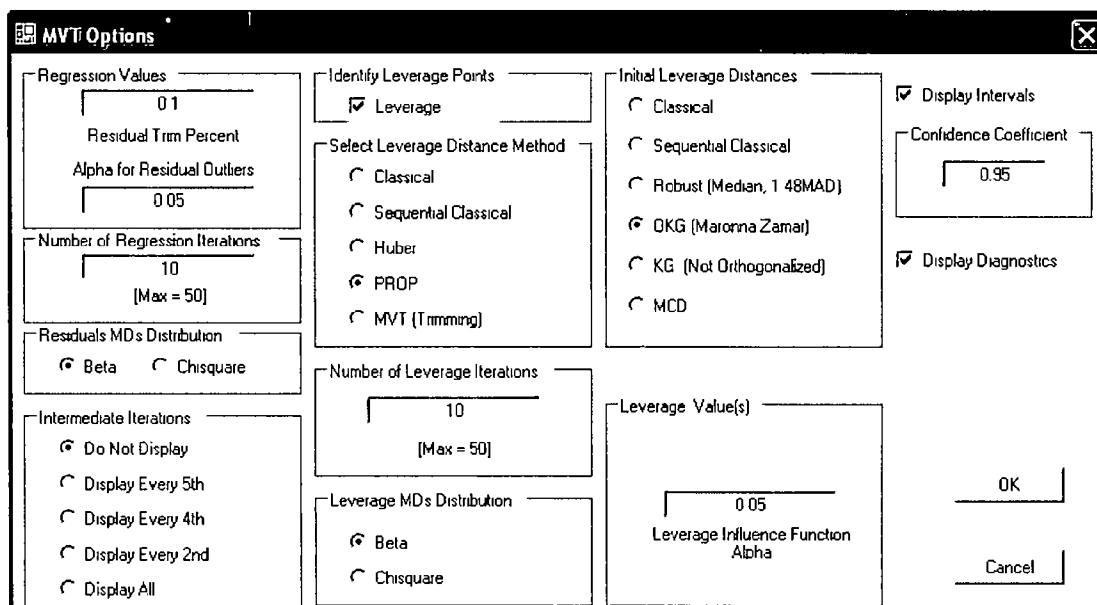 MVT Options
Regression Values
0 1
Residual Trim Percent
Alpha for Residual Outliers
0 05
Number of Regression Iterations
10
[Max = 50]
Residuals MDs Distribution
Beta
Chisquare
Intermediate Iterations
Do Not Display
Display Every 5th
Display Every 4th
Display Every 2nd
Display All
Identify Leverage Points
Leverage
Select Leverage Distance Method
Classical
Sequential Classical
Huber
PROP
MVT (Trimming)
Number of Leverage Iterations
10
[Max = 50]
Leverage MDs Distribution
Beta
Chisquare
Initial Leverage Distances
Classical
Sequential Classical
Robust (Median, 1 48MAD)
OKG (Maronna Zamar)
KG (Not Orthogonalized)
MCD
Leverage Value(s)
0 05
Leverage Influence Function
Alpha
Display Intervals
Confidence Coefficient
0.95
Display Diagnostics
OK
Cancel